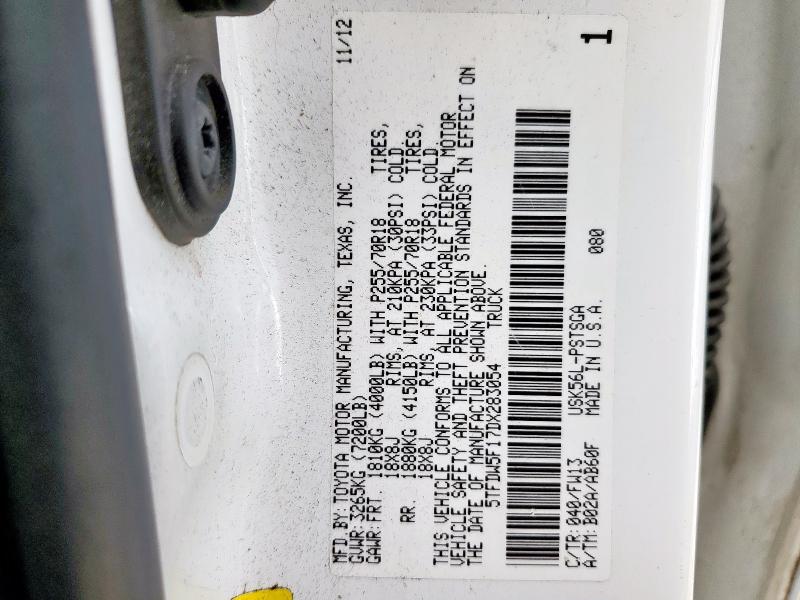 MFD. BY: TOYOTA MOTOR MANUFACTURING, TEXAS, INC. 11/12
GVWR: 3265KG (7200LB)
GAWR: FRT. 1810KG (4000LB) WITH P255/70R18 TIRES,
18X8J RIMS, AT 210KPA (30PSI) COLD.
RR. 1880KG (4150LB) WITH P255/70R18 TIRES,
18X8J RIMS, AT 230KPA (33PSI) COLD.
THIS VEHICLE CONFORMS TO ALL APPLICABLE FEDERAL MOTOR
VEHICLE SAFETY AND THEFT PREVENTION STANDARDS IN EFFECT ON
THE DATE OF MANUFACTURE SHOWN ABOVE.
5TFDW5F17DX283054 TRUCK
1
C/TR: 040/FW13 USK56L-PSTSGA 080
A/TM: B02A/AB60F MADE IN U.S.A.